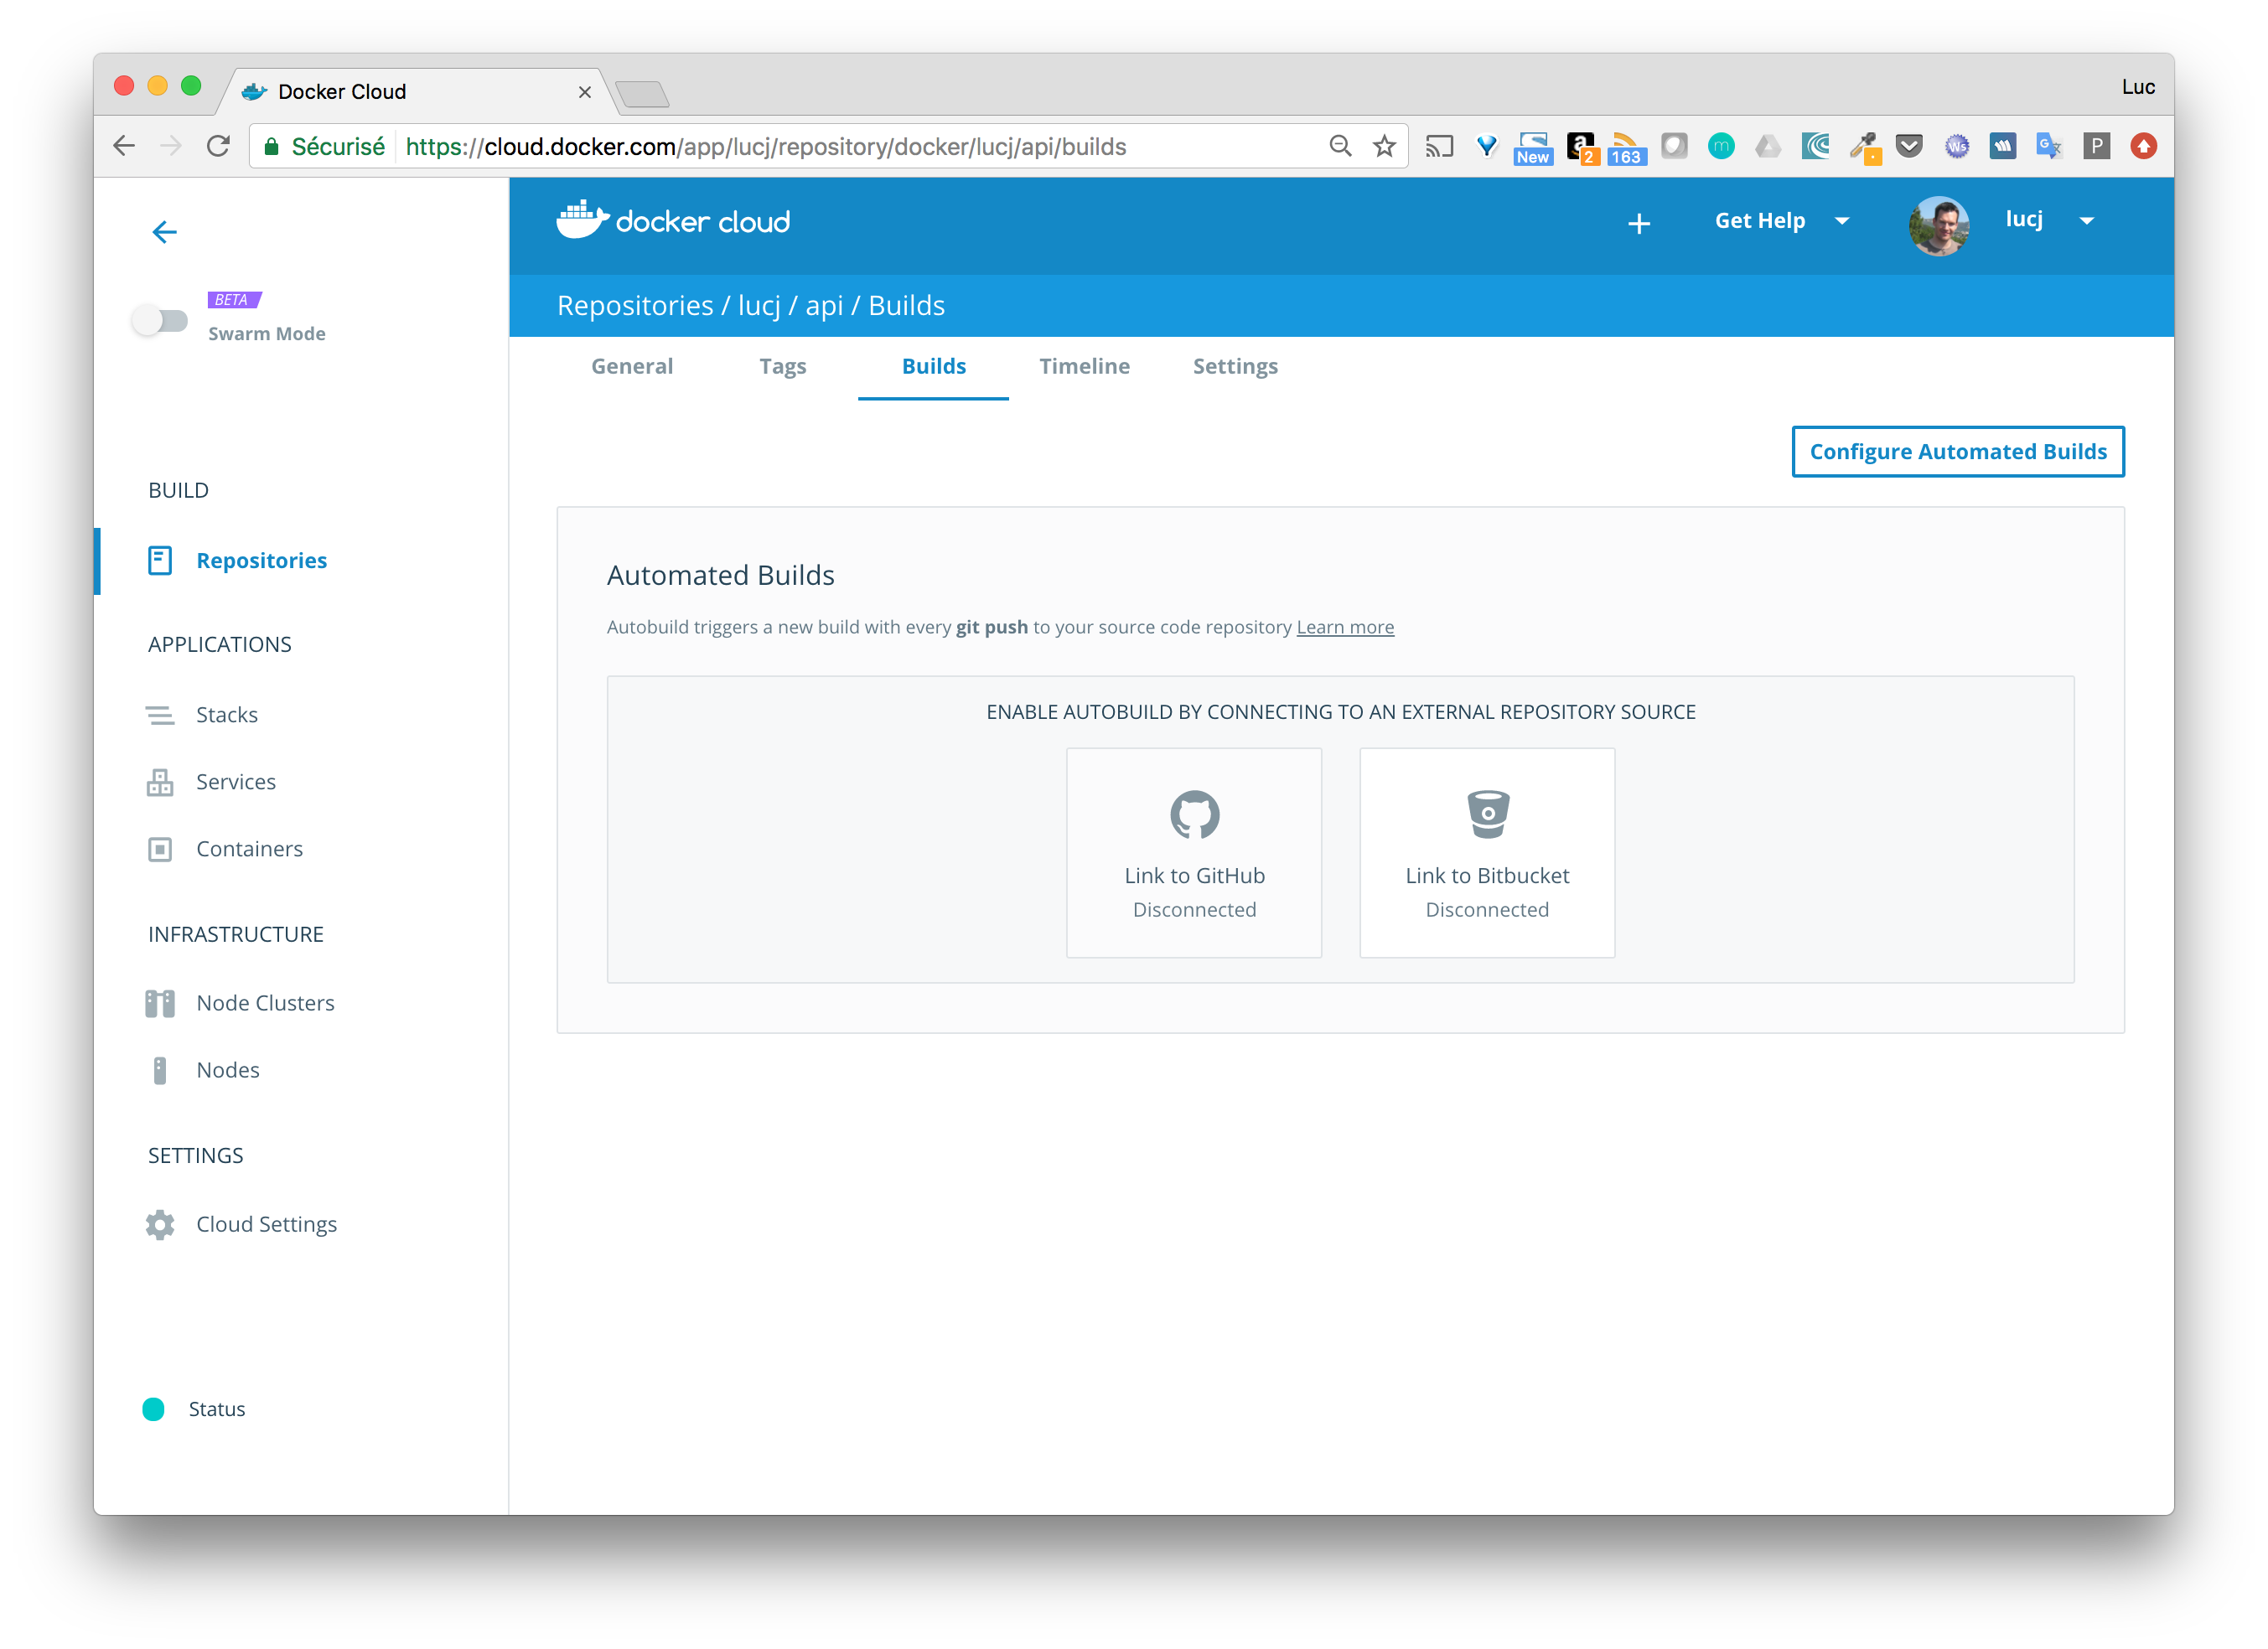 Docker Cloud
Luc
Sécurisé https://cloud.docker.com/app/lucj/repository/docker/lucj/api/builds
New 2 163 m Ws P
docker cloud
Get Help lucj
BETA
Swarm Mode
Repositories / lucj / api / Builds
General Tags Builds Timeline Settings
Configure Automated Builds
BUILD
Repositories
APPLICATIONS
Stacks
Services
Containers
INFRASTRUCTURE
Node Clusters
Nodes
SETTINGS
Cloud Settings
Status
Automated Builds
Autobuild triggers a new build with every git push to your source code repository Learn more
ENABLE AUTOBUILD BY CONNECTING TO AN EXTERNAL REPOSITORY SOURCE
Link to GitHub
Disconnected
Link to Bitbucket
Disconnected